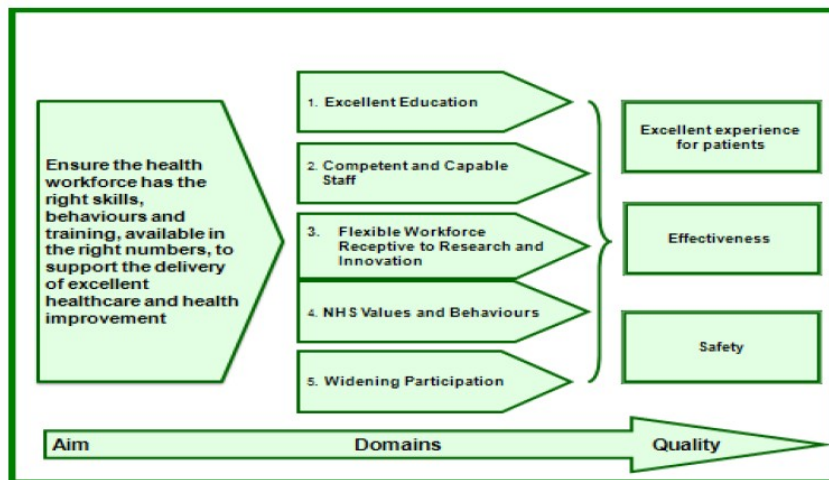 Ensure the health
workforce has the
right skills,
behaviours and
training, available in
the right numbers, to
support the delivery
of excellent
healthcare and health
improvement
1. Excellent Education
2. Competent and Capable
Staff
3. Flexible Workforce
Receptive to Research and
Innovation
4. NHS Values and Behaviours
5. Widening Participation
Excellent experience
for patients
Effectiveness
Safety
Aim Domains Quality